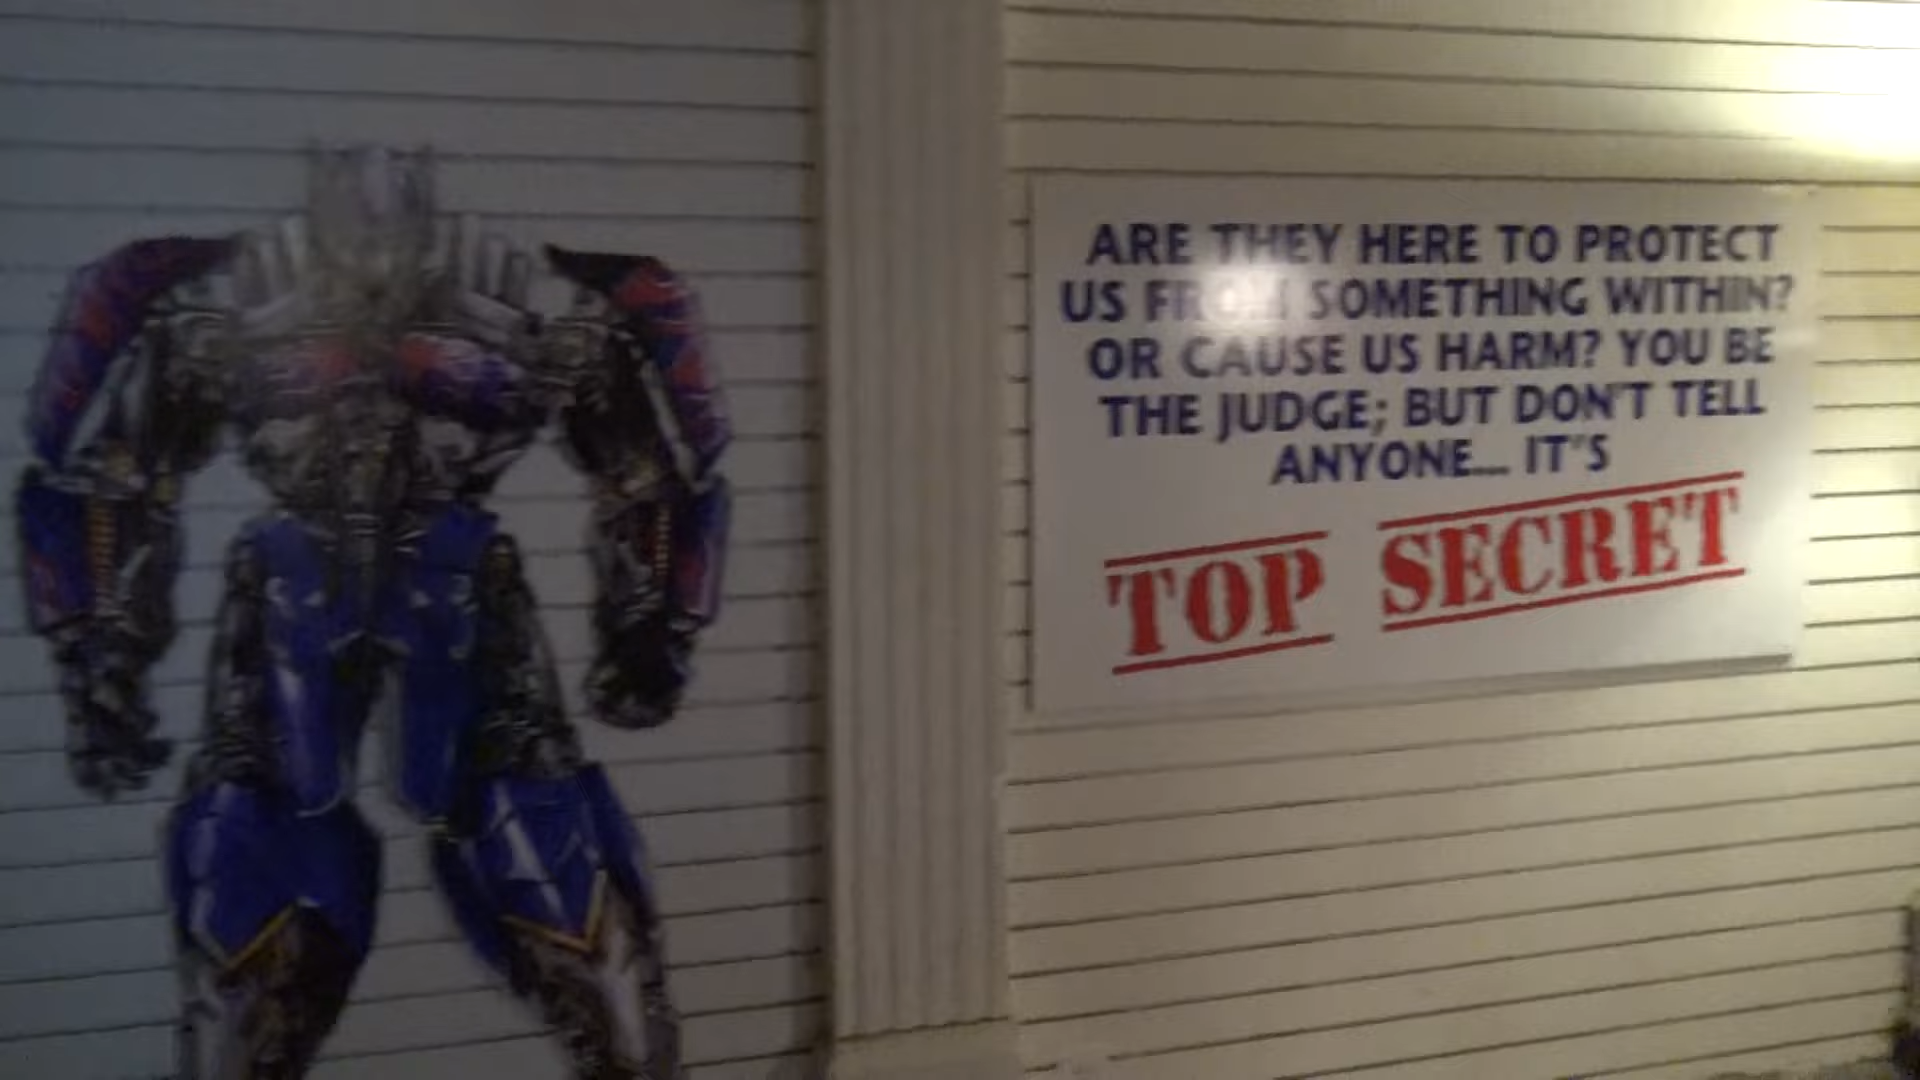 ARE THEY HERE TO PROTECT
US FROM SOMETHING WITHIN?
OR CAUSE US HARM? YOU BE
THE JUDGE; BUT DON'T TELL
ANYONE... IT'S
TOP SECRET